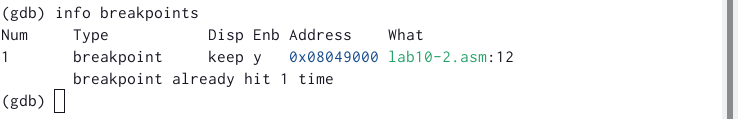 (gdb) info breakpoints
Num     Type           Disp Enb Address    What
1       breakpoint     keep y   0x08049000 lab10-2.asm:12
        breakpoint already hit 1 time
(gdb)